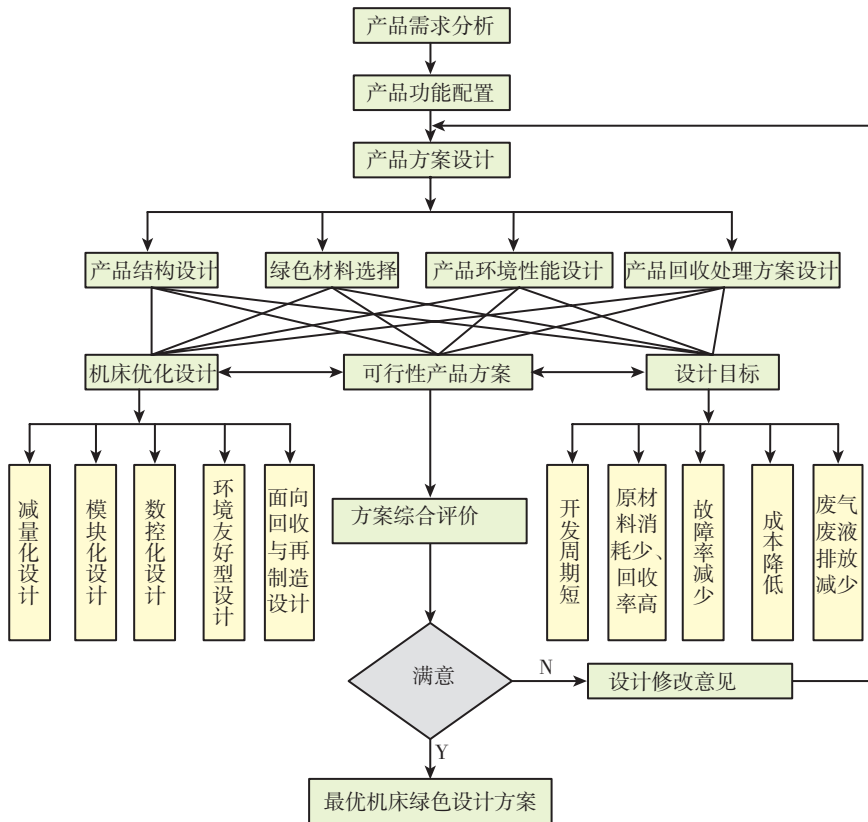 产品需求分析
产品功能配置
产品方案设计
产品结构设计
绿色材料选择
产品环境性能设计
产品回收处理方案设计
机床优化设计
可行性产品方案
设计目标
减量化设计
模块化设计
数控化设计
环境友好型设计
面向
回收
与再
制造
设计
方案综合评价
开发周期短
原材
料消
耗少、
回收
率高
故障率减少
成本降低
废气
废液
排放
减少
满意
N
设计修改意见
Y
最优机床绿色设计方案